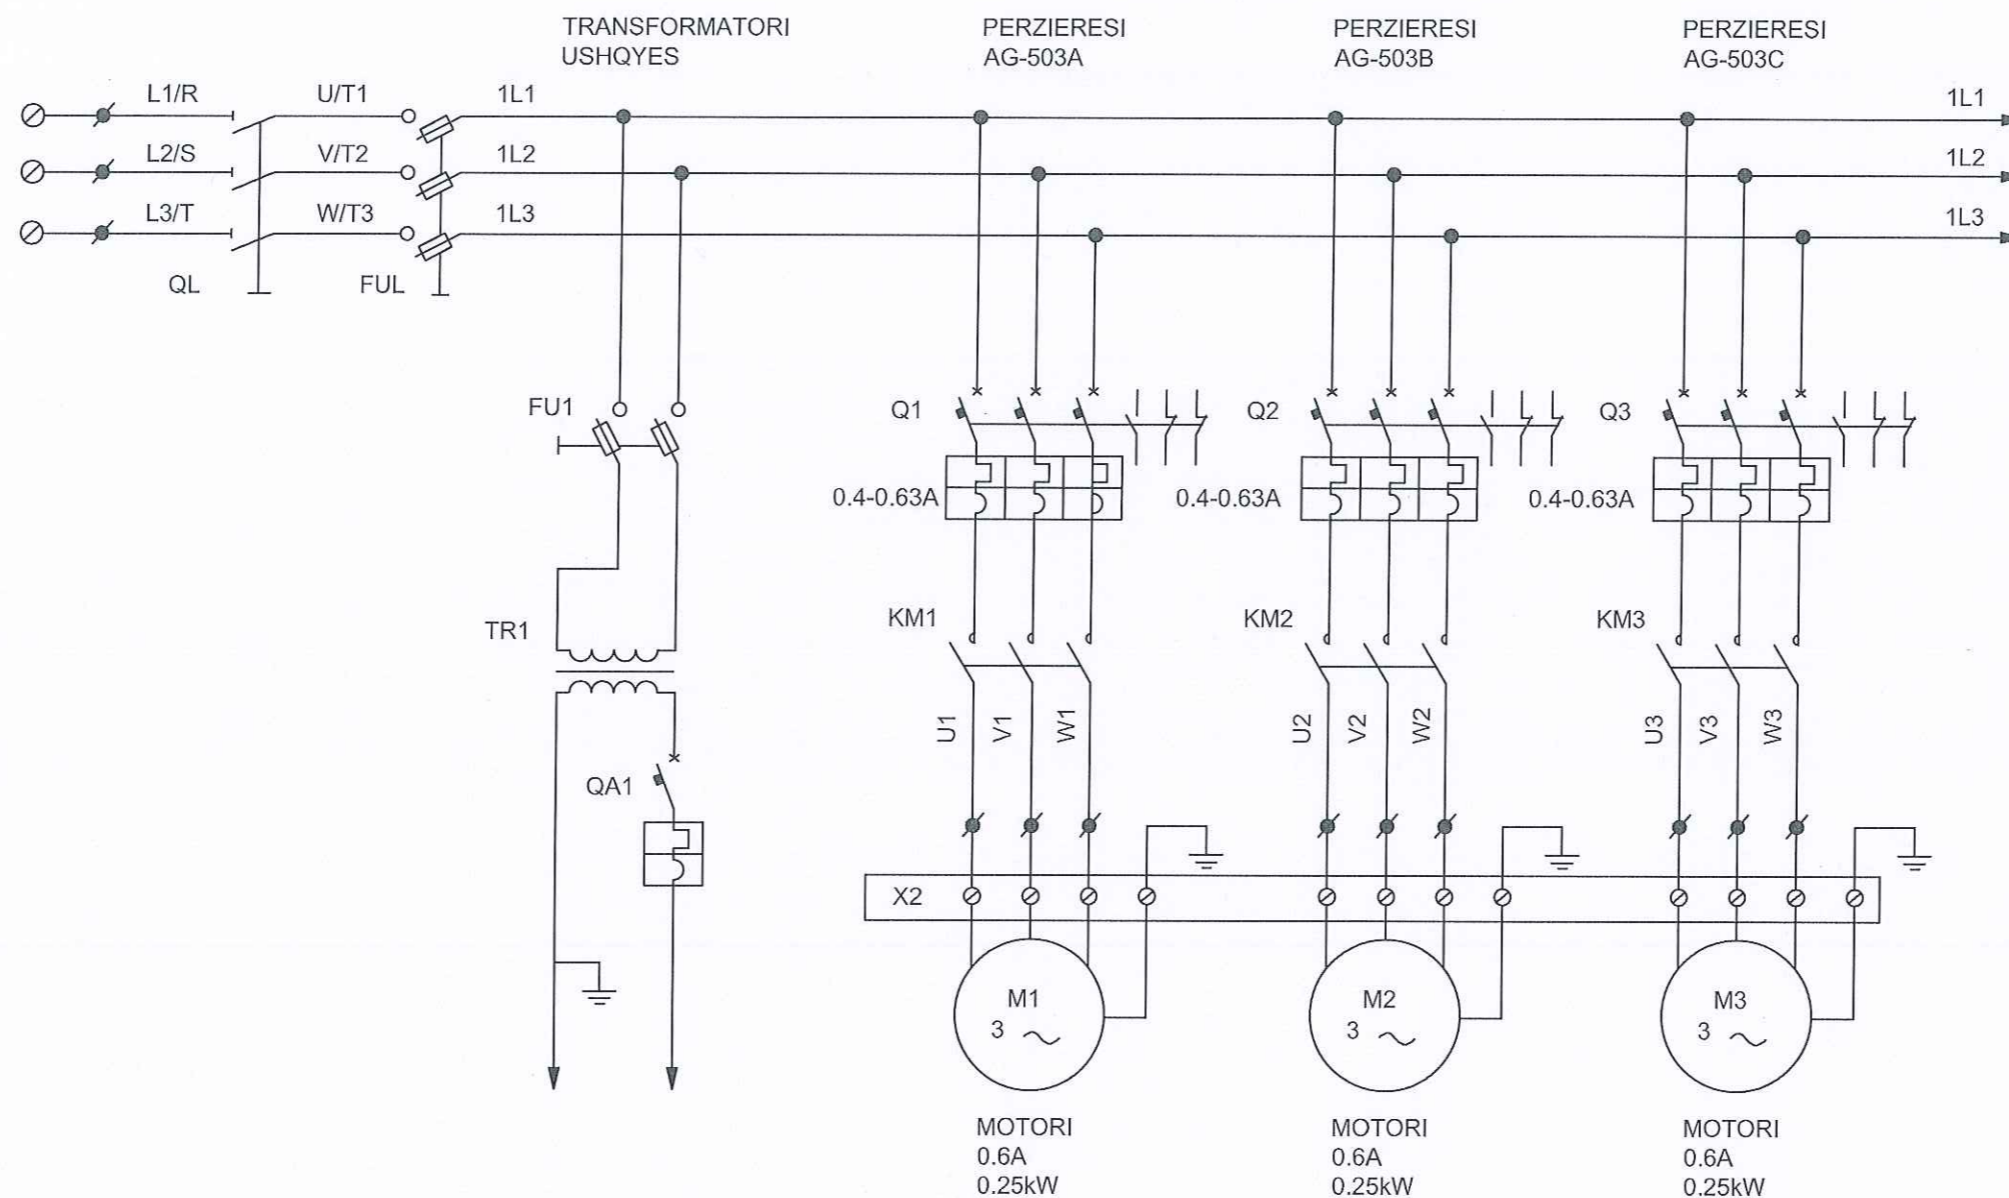 TRANSFORMATORI
USHQYES
PERZIERESI
AG-503A
PERZIERESI
AG-503B
PERZIERESI
AG-503C
L1/R
U/T1
1L1
1L1
L2/S
V/T2
1L2
1L2
L3/T
W/T3
1L3
1L3
QL
FUL
FU1
Q1
Q2
Q3
0.4-0.63A
0.4-0.63A
0.4-0.63A
TR1
KM1
KM2
KM3
U1
V1
W1
U2
V2
W2
U3
V3
W3
QA1
X2
M1
3
M2
3
M3
3
MOTORI
0.6A
0.25kW
MOTORI
0.6A
0.25kW
MOTORI
0.6A
0.25kW